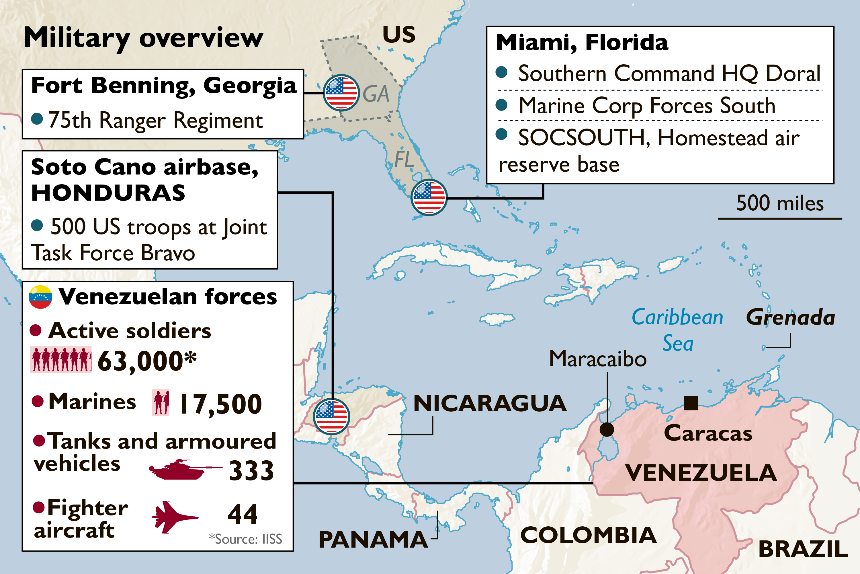 Military overview
US
Fort Benning, Georgia
75th Ranger Regiment
GA
FL
Miami, Florida
Southern Command HQ Doral
Marine Corp Forces South
SOCSOUTH, Homestead air
reserve base
500 miles
Soto Cano airbase,
HONDURAS
500 US troops at Joint
Task Force Bravo
Venezuelan forces
Active soldiers
63,000*
Marines 17,500
Tanks and armoured
vehicles 333
Fighter
aircraft 44
*Source: IISS
Caribbean
Sea
Grenada
Maracaibo
NICARAGUA
Caracas
VENEZUELA
PANAMA
COLOMBIA
BRAZIL